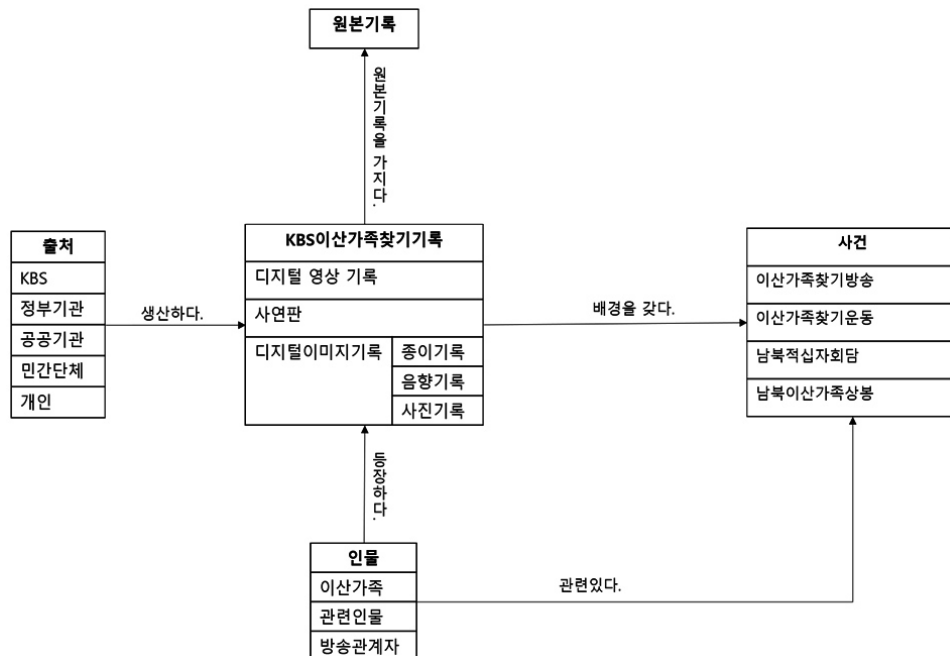 원본기록
원본기록을 가지다.
출처
KBS
정부기관
공공기관
민간단체
개인
생산하다.
KBS이산가족찾기기록
디지털 영상 기록
사연판
디지털이미지기록
종이기록
음향기록
사진기록
배경을 갖다.
사건
이산가족찾기방송
이산가족찾기운동
남북적십자회담
남북이산가족상봉
등장하다.
인물
이산가족
관련인물
방송관계자
관련있다.